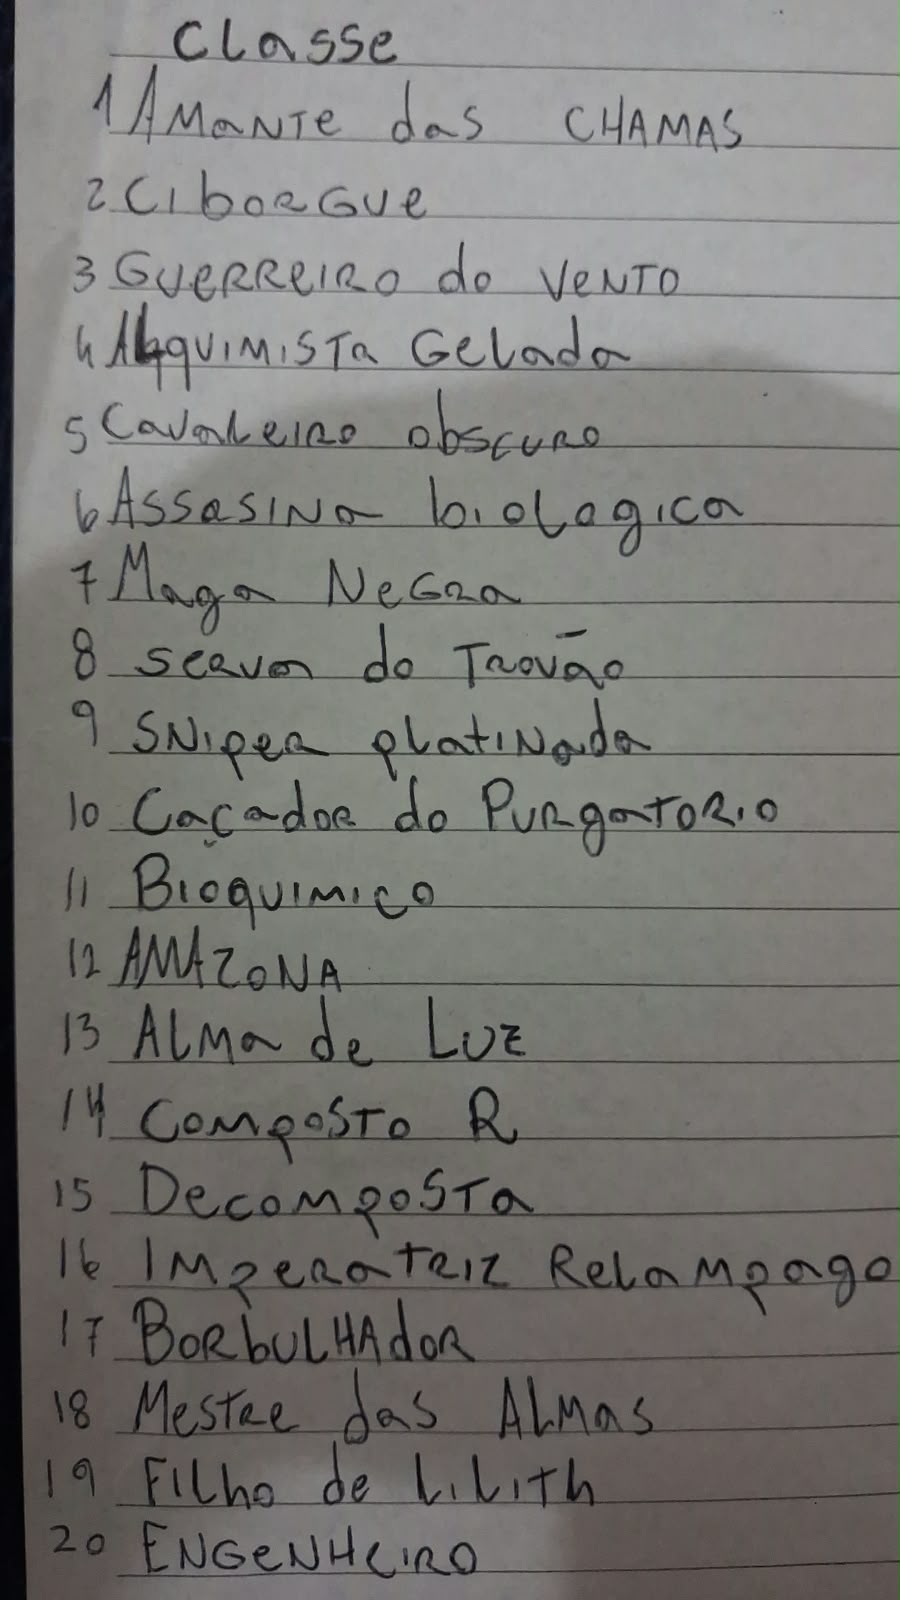 Classe
1 Amante das CHAMAS
2 Ciborgue
3 Guerreiro do Vento
4 Alquimista Gelada
5 Cavaleiro obscuro
6 Assasina biologica
7 Maga Negra
8 serva do Trovão
9 Sniper platinada
10 Caçador do Purgatorio
11 Bioquimico
12 AMAZONA
13 Alma de Luz
14 Composto R
15 Decomposta
16 Imperatriz Relampago
17 BorbulHador
18 Mestre das Almas
19 Filho de Lilith
20 Engenheiro